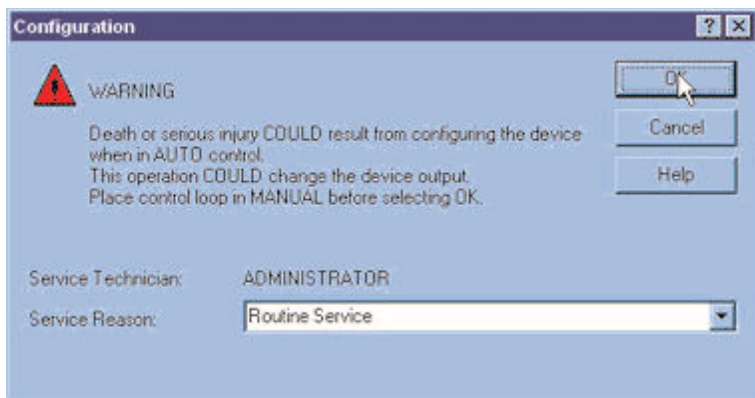 Configuration
WARNING
Death or serious injury COULD result from configuring the device
when in AUTO control.
This operation COULD change the device output.
Place control loop in MANUAL before selecting OK.
OK
Cancel
Help
Service Technician: ADMINISTRATOR
Service Reason: Routine Service